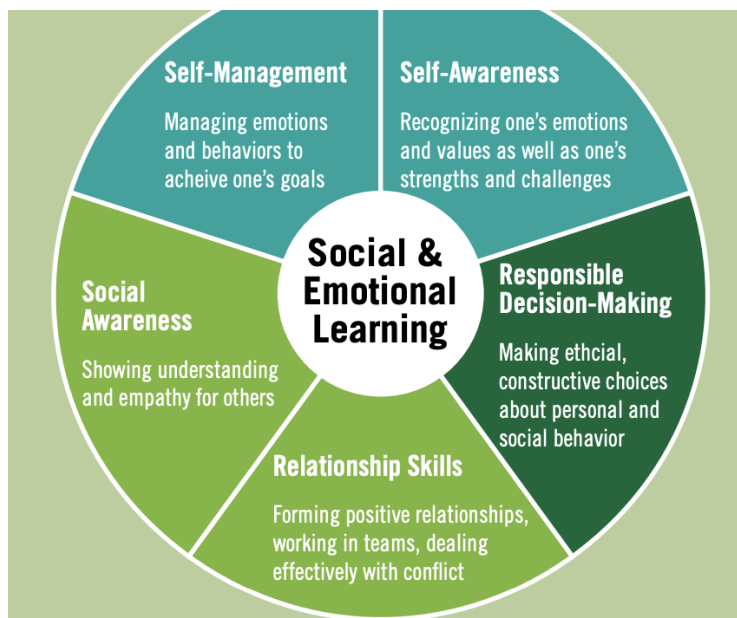 Self-Management
Managing emotions
and behaviors to
acheive one's goals
Self-Awareness
Recognizing one's emotions
and values as well as one's
strengths and challenges
Social &
Emotional
Learning
Social
Awareness
Showing understanding
and empathy for others
Responsible
Decision-Making
Making ethcial,
constructive choices
about personal and
social behavior
Relationship Skills
Forming positive relationships,
working in teams, dealing
effectively with conflict